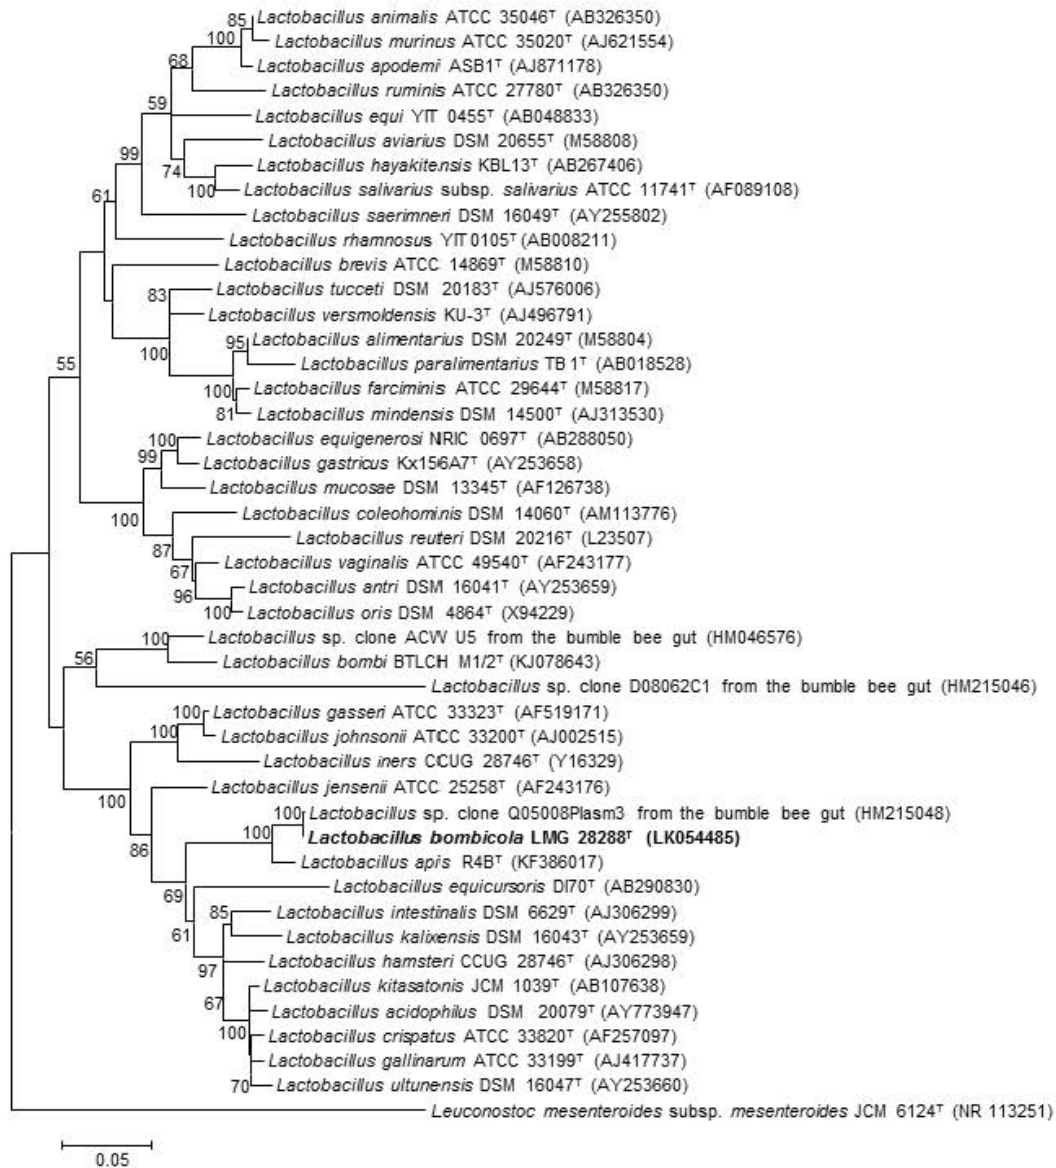 85 Lactobacillus animalis ATCC 35046ᵀ (AB326350)
100 Lactobacillus murinus ATCC 35020ᵀ (AJ621554)
Lactobacillus apodemi ASB1ᵀ (AJ871178)
68
Lactobacillus ruminis ATCC 27780ᵀ (AB326350)
59
Lactobacillus equi YIT 0455ᵀ (AB048833)
Lactobacillus aviarius DSM 20655ᵀ (M58808)
99
74 Lactobacillus hayakitensis KBL13ᵀ (AB267406)
100 Lactobacillus salivarius subsp. salivarius ATCC 11741ᵀ (AF089108)
61
Lactobacillus saerimneri DSM 16049ᵀ (AY255802)
Lactobacillus rhamnosus YIT0105ᵀ (AB008211)
Lactobacillus brevis ATCC 14869ᵀ (M58810)
83 Lactobacillus tucceti DSM 20183ᵀ (AJ576006)
Lactobacillus versmoldensis KU-3ᵀ (AJ496791)
95 Lactobacillus alimentarius DSM 20249ᵀ (M58804)
100
55
Lactobacillus paralimentarius TB 1ᵀ (AB018528)
100 Lactobacillus farciminis ATCC 29644ᵀ (M58817)
81 Lactobacillus mindensis DSM 14500ᵀ (AJ313530)
100 Lactobacillus equigenerosi NRIC 0697ᵀ (AB288050)
99 Lactobacillus gastricus Kx156A7ᵀ (AY253658)
Lactobacillus mucosae DSM 13345ᵀ (AF126738)
100 Lactobacillus coleohominis DSM 14060ᵀ (AM113776)
87 Lactobacillus reuteri DSM 20216ᵀ (L23507)
67 Lactobacillus vaginalis ATCC 49540ᵀ (AF243177)
96 Lactobacillus antri DSM 16041ᵀ (AY253659)
100 Lactobacillus oris DSM 4864ᵀ (X94229)
100 Lactobacillus sp. clone ACW U5 from the bumble bee gut (HM046576)
56 Lactobacillus bombi BTLCH M1/2ᵀ (KJ078643)
Lactobacillus sp. clone D08062C1 from the bumble bee gut (HM215046)
100 Lactobacillus gasseri ATCC 33323ᵀ (AF519171)
100 Lactobacillus johnsonii ATCC 33200ᵀ (AJ002515)
Lactobacillus iners CCUG 28746ᵀ (Y16329)
100 Lactobacillus jensenii ATCC 25258ᵀ (AF243176)
100 Lactobacillus sp. clone Q05008Plasm3 from the bumble bee gut (HM215048)
100 Lactobacillus bombicola LMG 28288ᵀ (LK054485)
86 Lactobacillus apis R4Bᵀ (KF386017)
69 Lactobacillus equicursoris DI70ᵀ (AB290830)
85 Lactobacillus intestinalis DSM 6629ᵀ (AJ306299)
61 Lactobacillus kalixensis DSM 16043ᵀ (AY253659)
97 Lactobacillus hamsteri CCUG 28746ᵀ (AJ306298)
67 Lactobacillus kitasatonis JCM 1039ᵀ (AB107638)
Lactobacillus acidophilus DSM 20079ᵀ (AY773947)
100 Lactobacillus crispatus ATCC 33820ᵀ (AF257097)
Lactobacillus gallinarum ATCC 33199ᵀ (AJ417737)
70 Lactobacillus ultunensis DSM 16047ᵀ (AY253660)
Leuconostoc mesenteroides subsp. mesenteroides JCM 6124ᵀ (NR 113251)
0.05